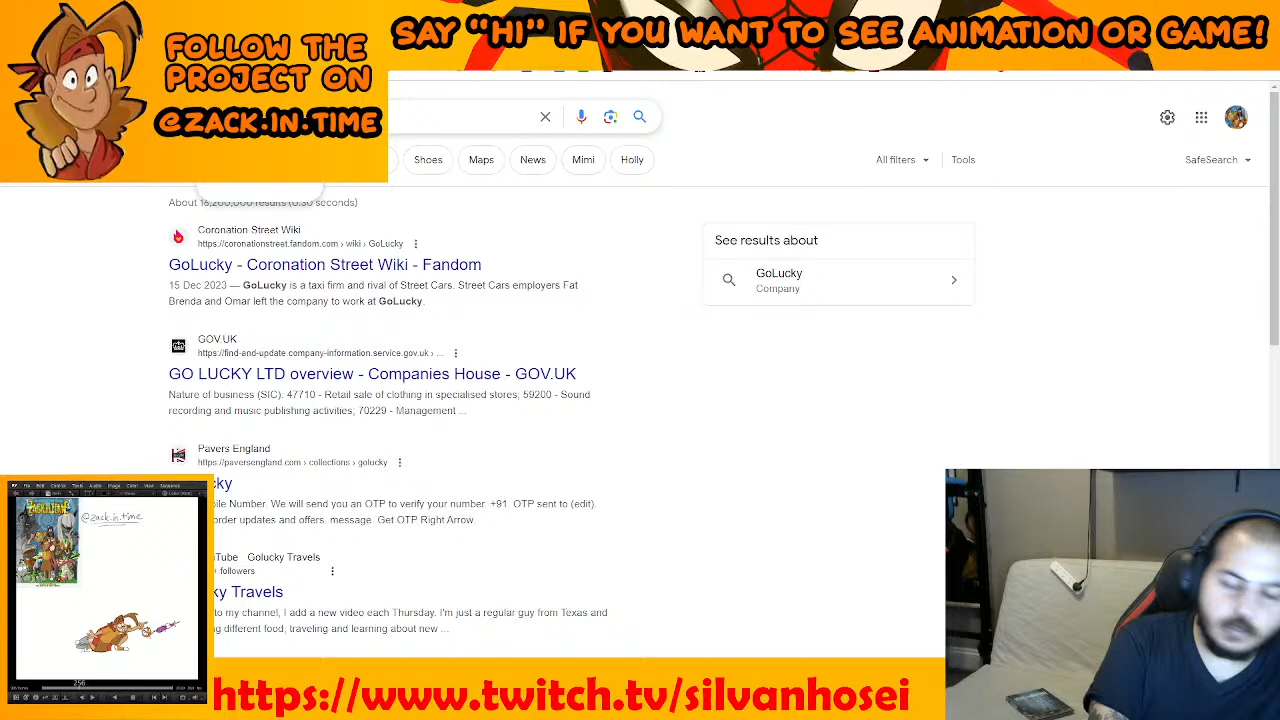 FOLLOW THE
PROJECT ON
@ZACK.IN.TIME
SAY "HI" IF YOU WANT TO SEE ANIMATION OR GAME!
Shoes
Maps
News
Mimi
Holly
All filters
Tools
SafeSearch
About 16,200,000 results (0.30 seconds)
Coronation Street Wiki
https://coronationstreet.fandom.com › wiki › GoLucky
GoLucky - Coronation Street Wiki - Fandom
15 Dec 2023 — GoLucky is a taxi firm and rival of Street Cars. Street Cars employers Fat
Brenda and Omar left the company to work at GoLucky.
See results about
GoLucky
Company
GOV.UK
https://find-and-update.company-information.service.gov.uk › ...
GO LUCKY LTD overview - Companies House - GOV.UK
Nature of business (SIC). 47710 - Retail sale of clothing in specialised stores; 59200 - Sound
recording and music publishing activities; 70229 - Management ...
Pavers England
https://paversengland.com › collections › golucky
cky
bile Number. We will send you an OTP to verify your number. +91. OTP sent to (edit).
order updates and offers. message. Get OTP Right Arrow
Tube · Golucky Travels
+ followers
ky Travels
to my channel, I add a new video each Thursday. I'm just a regular guy from Texas and
ng different food, traveling and learning about new ...
@zack.in.time
256
https://www.twitch.tv/silvanhosei